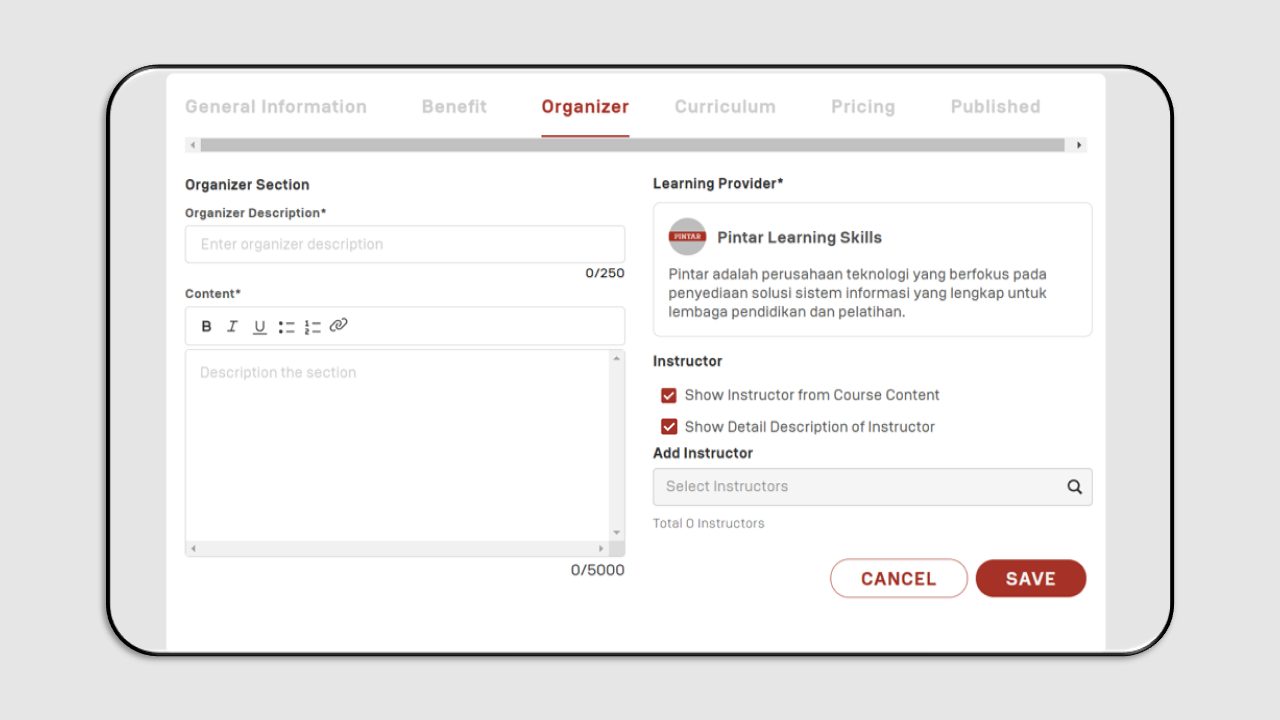 General Information Benefit Organizer Curriculum Pricing Published
Organizer Section
Organizer Description*
Enter organizer description
0/250
Content*
B I U
Description the section
0/5000
Learning Provider*
PINTAR
Pintar Learning Skills
Pintar adalah perusahaan teknologi yang berfokus pada
penyediaan solusi sistem informasi yang lengkap untuk
lembaga pendidikan dan pelatihan.
Instructor
Show Instructor from Course Content
Show Detail Description of Instructor
Add Instructor
Select Instructors
Total 0 Instructors
CANCEL SAVE